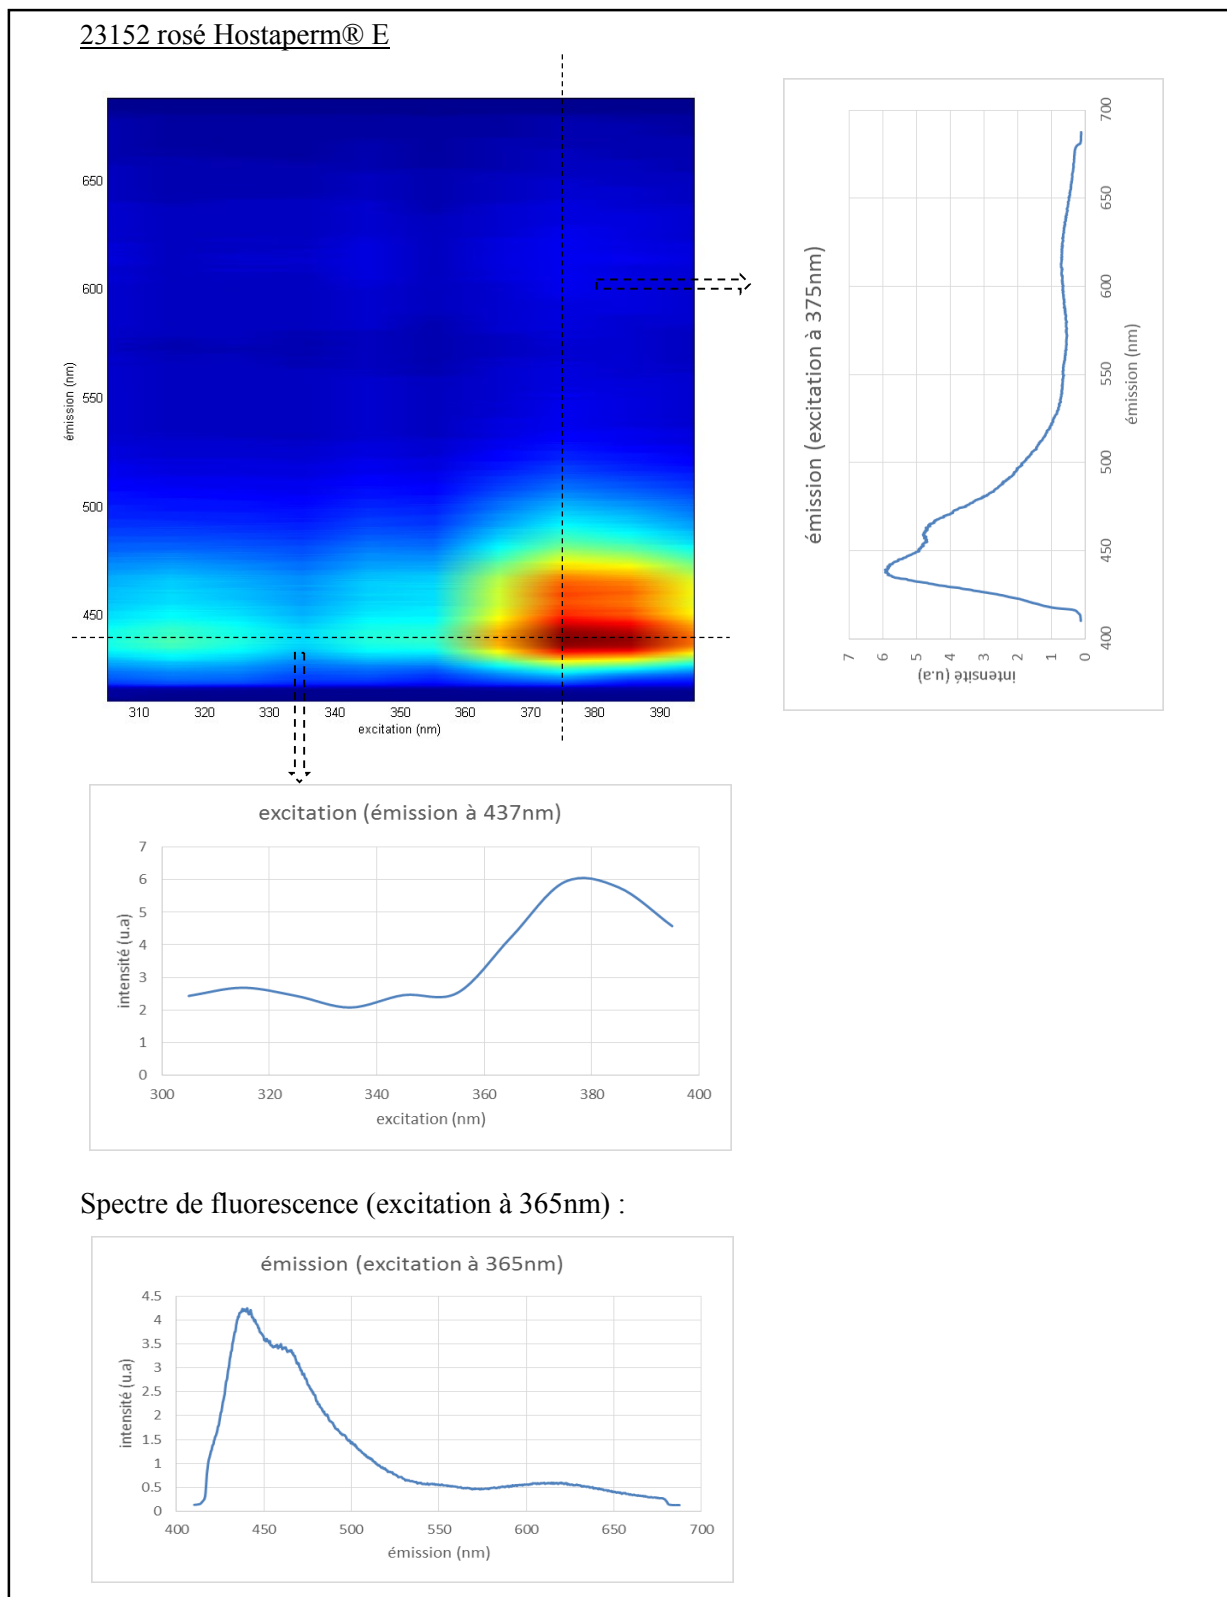 23152 rosé Hostaperm® E
650
600
550
500
450
émission (nm)
310 320 330 340 350 360 370 380 390
excitation (nm)
émission (excitation à 375nm)
7 6 5 4 3 2 1 0
intensité (u.a)
700
650
600
550
500
450
400
émission (nm)
excitation (émission à 437nm)
7
6
5
4
3
2
1
0
intensité (u.a)
300 320 340 360 380 400
excitation (nm)
Spectre de fluorescence (excitation à 365nm) :
émission (excitation à 365nm)
4.5
4
3.5
3
2.5
2
1.5
1
0.5
0
intensité (u.a)
400 450 500 550 600 650 700
émission (nm)